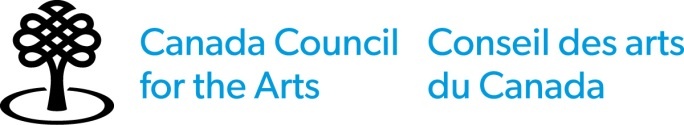 Canada Council
for the Arts
Conseil des arts
du Canada